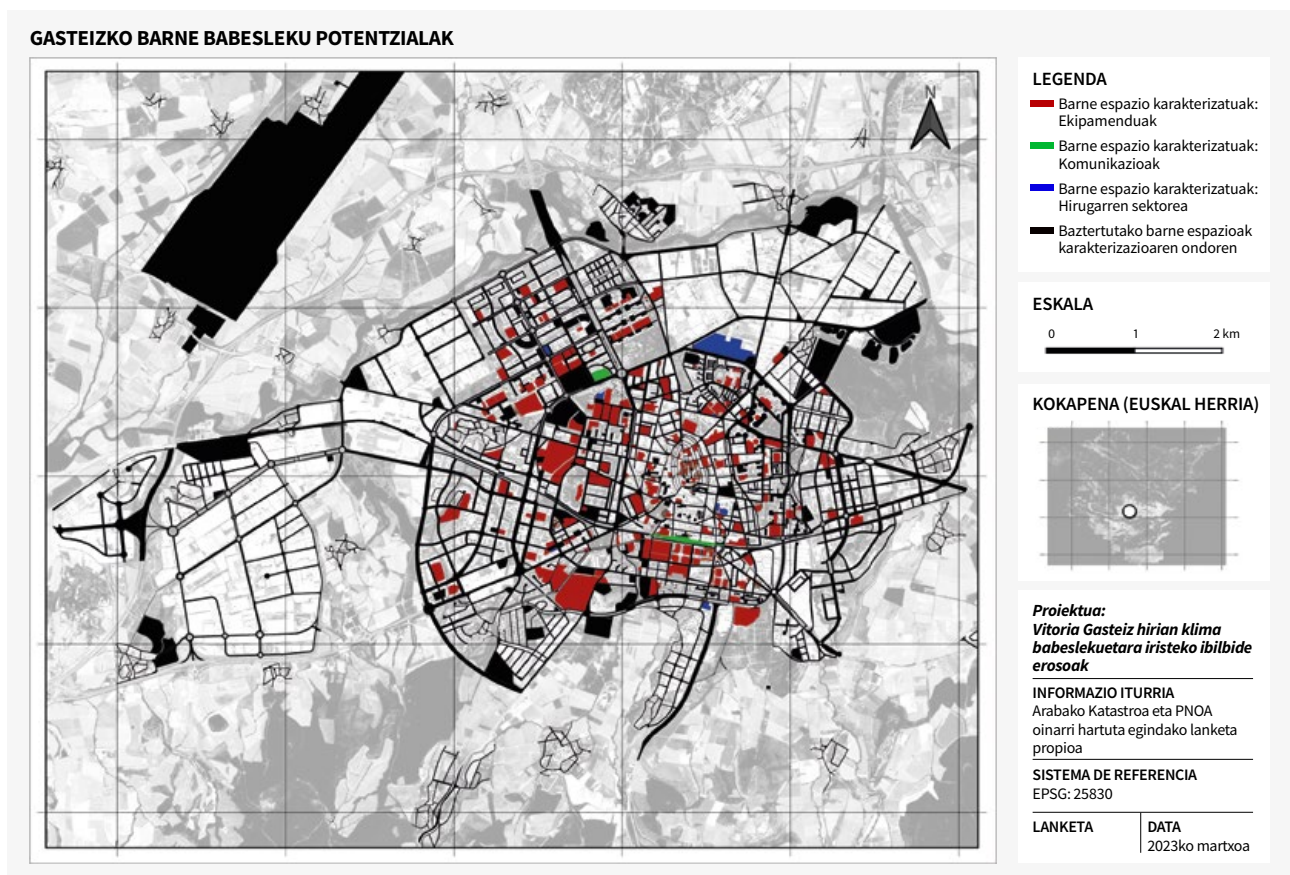 GASTEIZKO BARNE BABESLEKU POTENTZIALAK
N
LEGENDA
Barne espazio karakterizatuak:
Ekipamenduak
Barne espazio karakterizatuak:
Komunikazioak
Barne espazio karakterizatuak:
Hirugarren sektorea
Baztertutako barne espazioak
karakterizazioaren ondoren
ESKALA
0 1 2 km
KOKAPENA (EUSKAL HERRIA)
Proiektua:
Vitoria Gasteiz hirian klima
babeslekuetara iristeko ibilbide
erosoak
INFORMAZIO ITURRIA
Arabako Katastroa eta PNOA
oinarri hartuta egindako lanketa
propioa
SISTEMA DE REFERENCIA
EPSG: 25830
LANKETA
DATA
2023ko martxoa